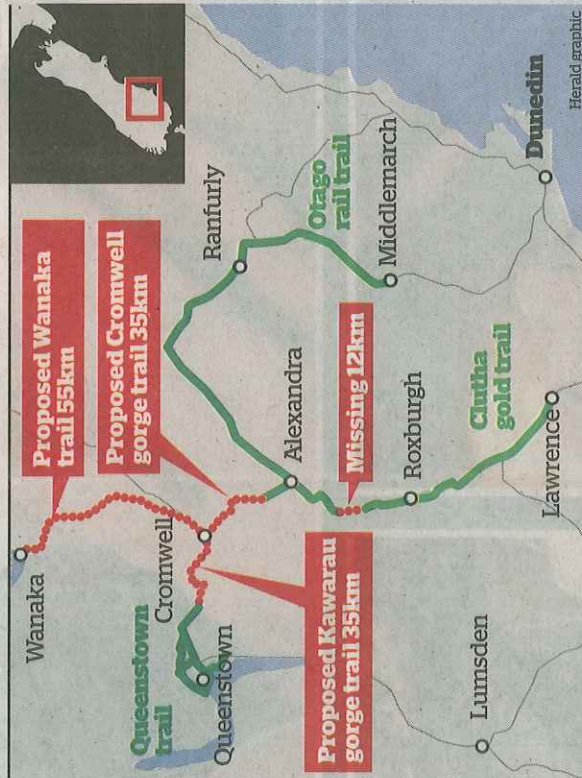 Wanaka
Proposed Wanaka
trail 55km
Proposed Cromwell
gorge trail 35km
Ranfurly
Queenstown
trail
Cromwell
Queenstown
Alexandra
Otago
rail trail
Middlemarch
Missing 12km
Proposed Kawarau
gorge trail 35km
Roxburgh
Clutha
gold trail
Lawrence
Lumsden
Dunedin
Herald graphic